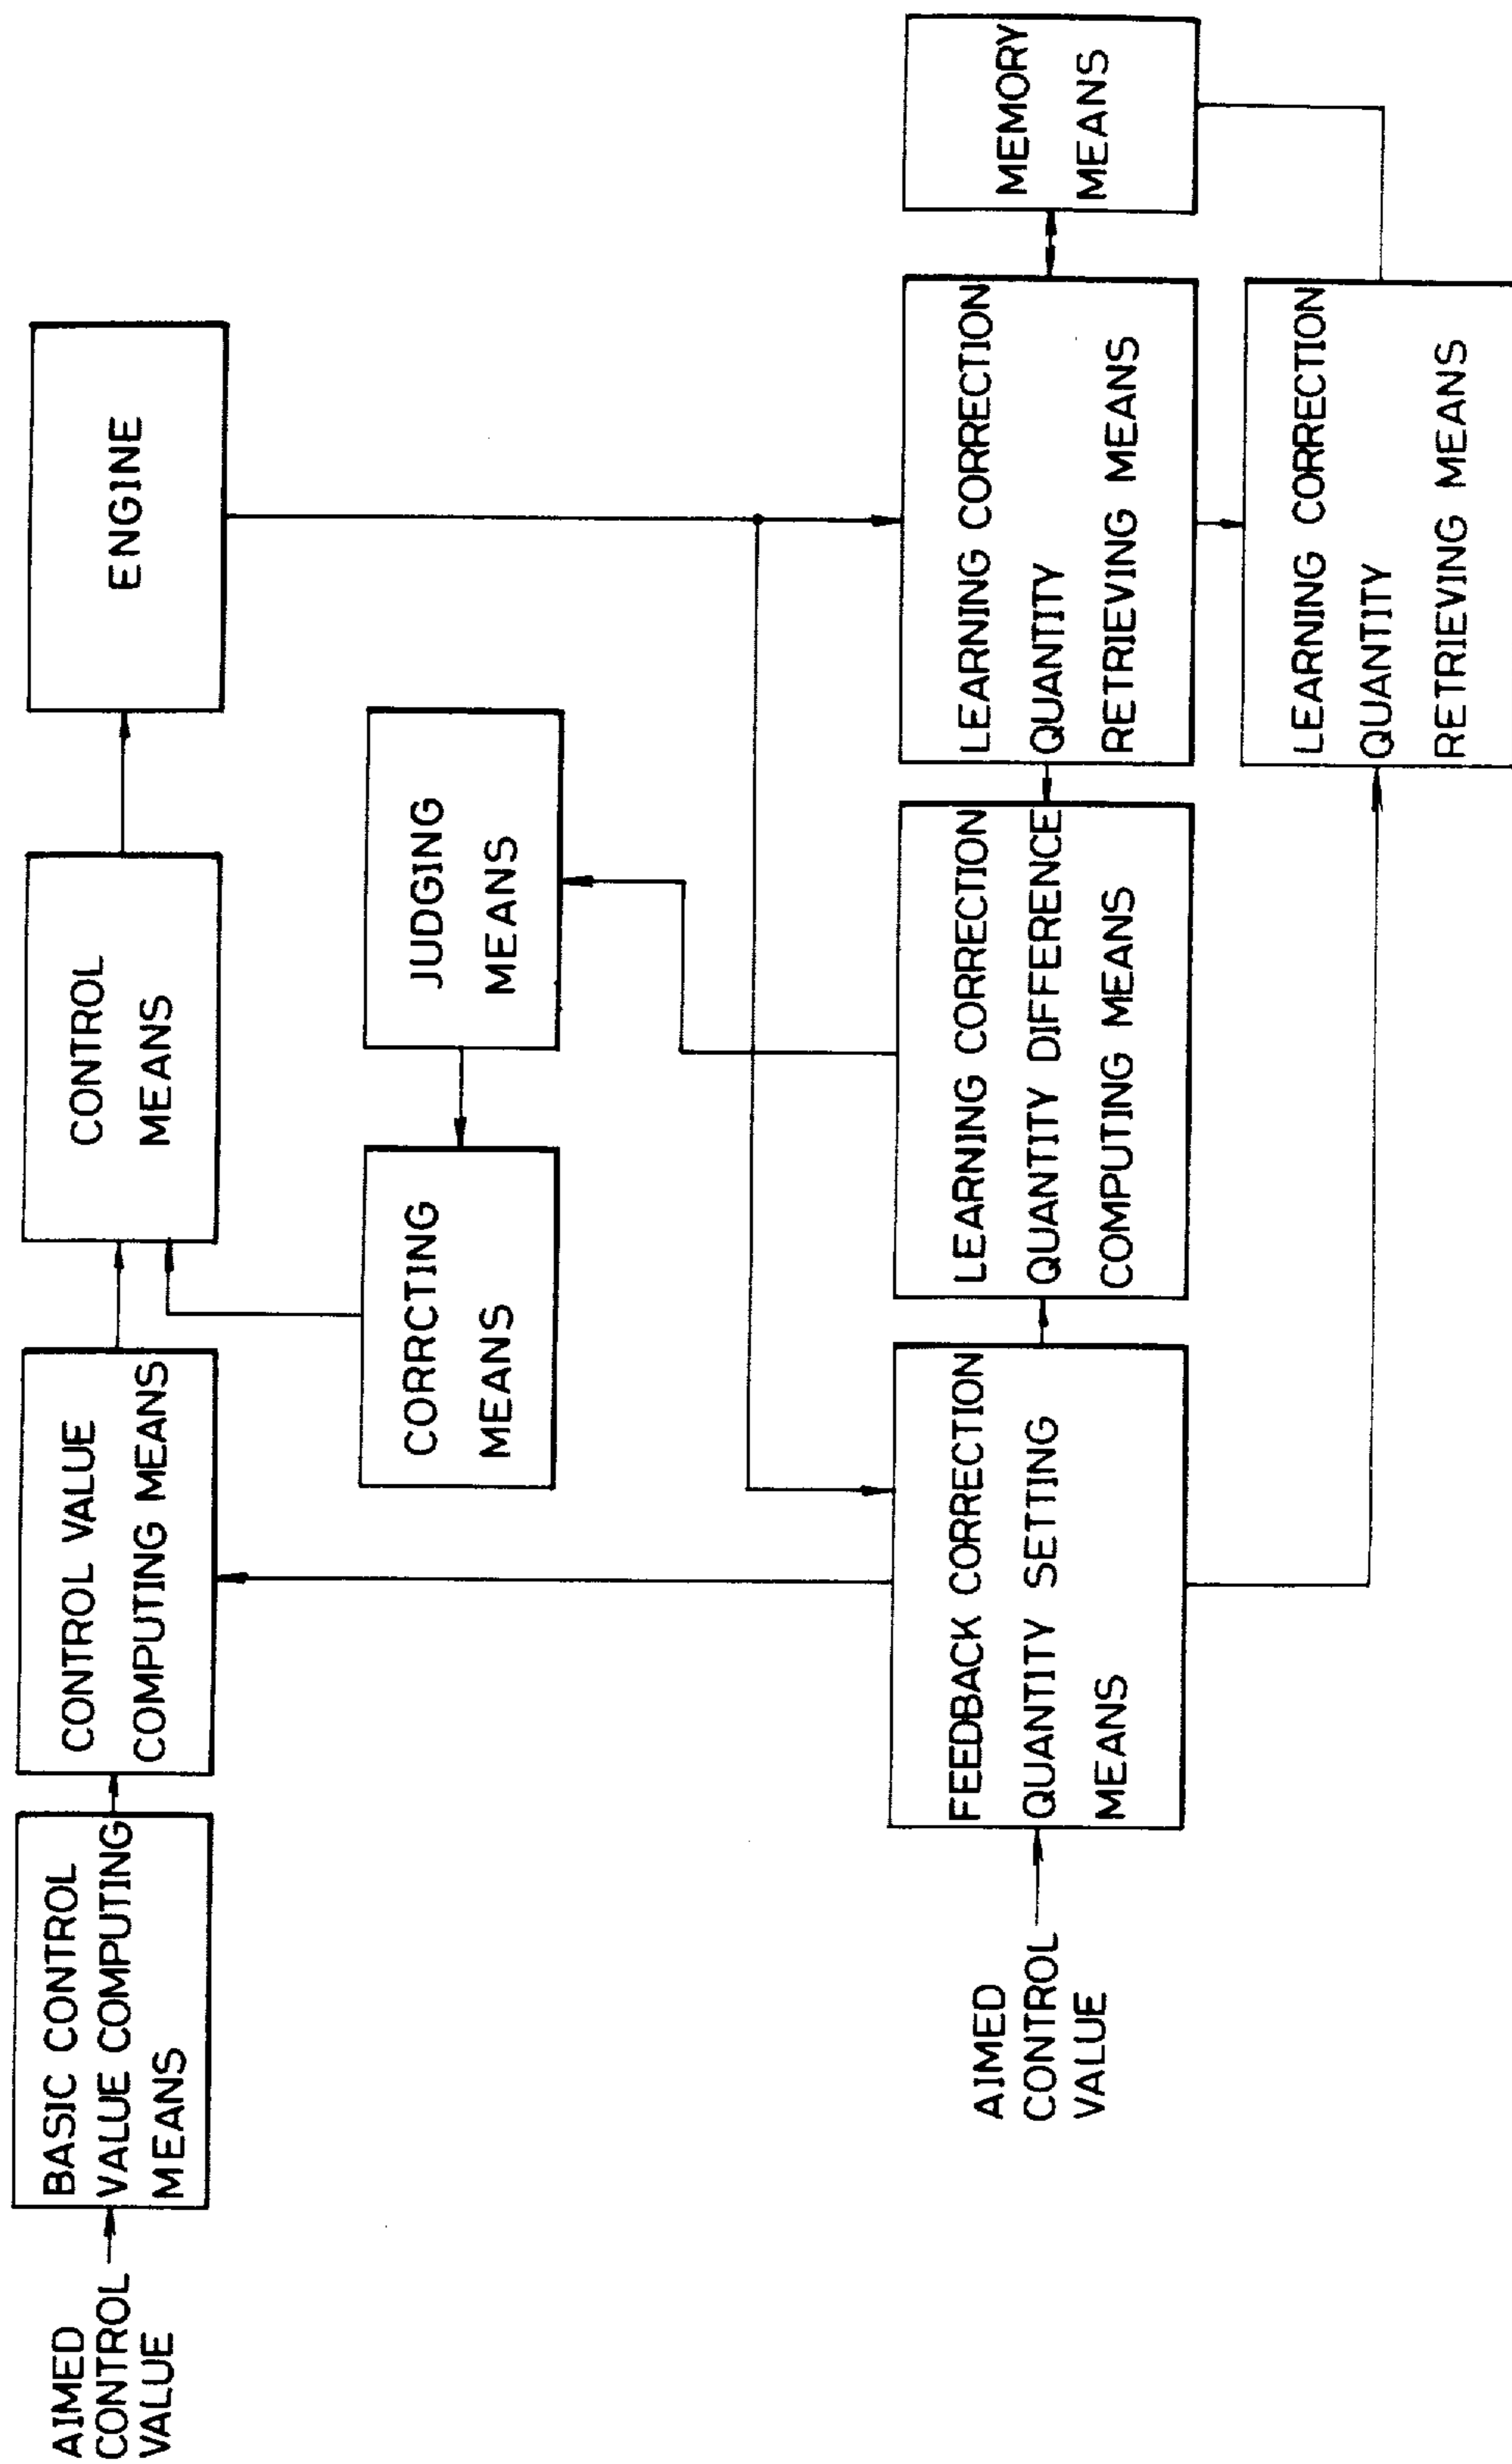 AIMED
CONTROL
VALUE
BASIC CONTROL
VALUE COMPUTING
MEANS
CONTROL VALUE
COMPUTING MEANS
CONTROL
MEANS
ENGINE
CORRCTING
MEANS
JUDGING
MEANS
AIMED
CONTROL
VALUE
FEEDBACK CORRECTION
QUANTITY SETTING
MEANS
LEARNING CORRECTION
QUANTITY DIFFERENCE
COMPUTING MEANS
LEARNING CORRECTION
QUANTITY
RETRIEVING MEANS
MEMORY
MEANS
LEARNING CORRECTION
QUANTITY
RETRIEVING MEANS